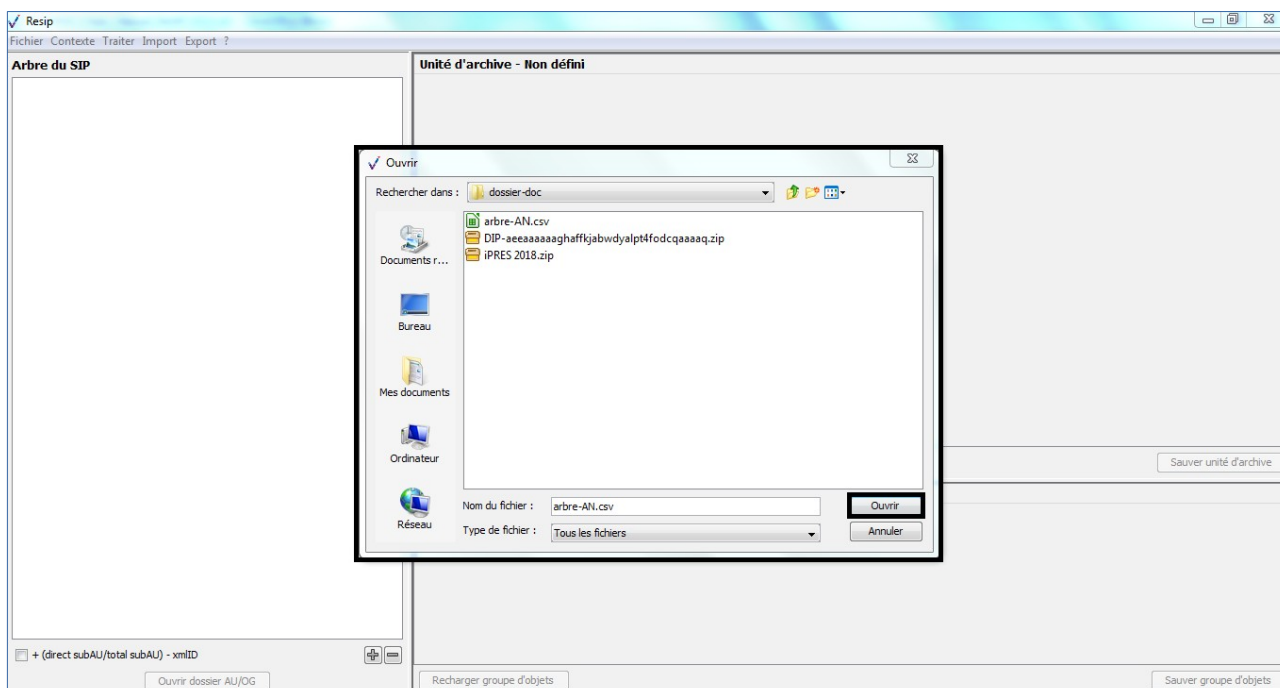 Resip
Fichier Contexte Traiter Import Export ?
Arbre du SIP
Unité d'archive - Non défini
Ouvrir
Rechercher dans :
dossier-doc
arbre-AN.csv
DIP-aeeaaaaaaghaffkjabwdyalpt4fodcqaaaaq.zip
iPRES 2018.zip
Documents r...
Bureau
Mes documents
Ordinateur
Réseau
Nom du fichier :
arbre-AN.csv
Ouvrir
Type de fichier :
Tous les fichiers
Annuler
Sauver unité d'archive
+ (direct subAU/total subAU) - xmlID
Ouvrir dossier AU/OG
Recharger groupe d'objets
Sauver groupe d'objets